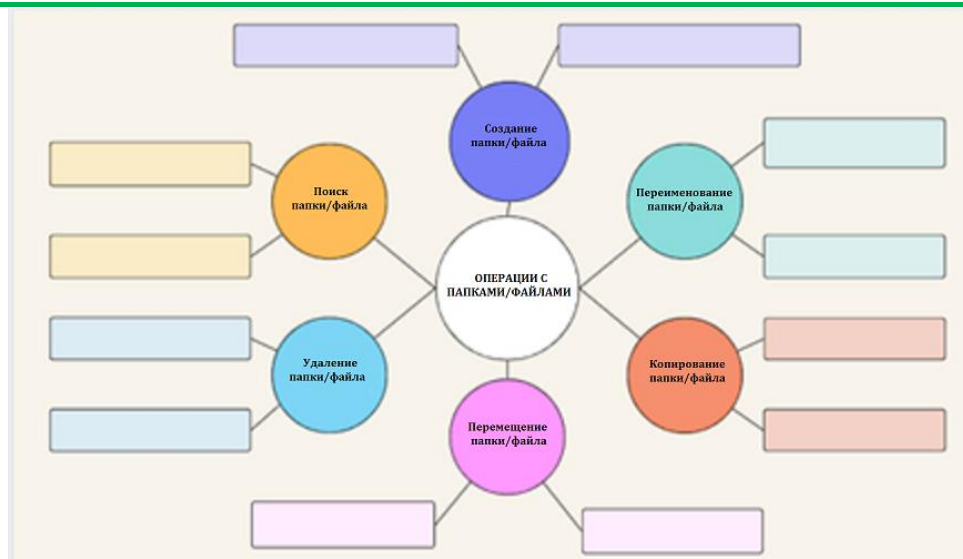 Создание
папки/файла
Поиск
папки/файла
Переименование
папки/файла
ОПЕРАЦИИ С
ПАПКАМИ/ФАЙЛАМИ
Удаление
папки/файла
Копирование
папки/файла
Перемещение
папки/файла